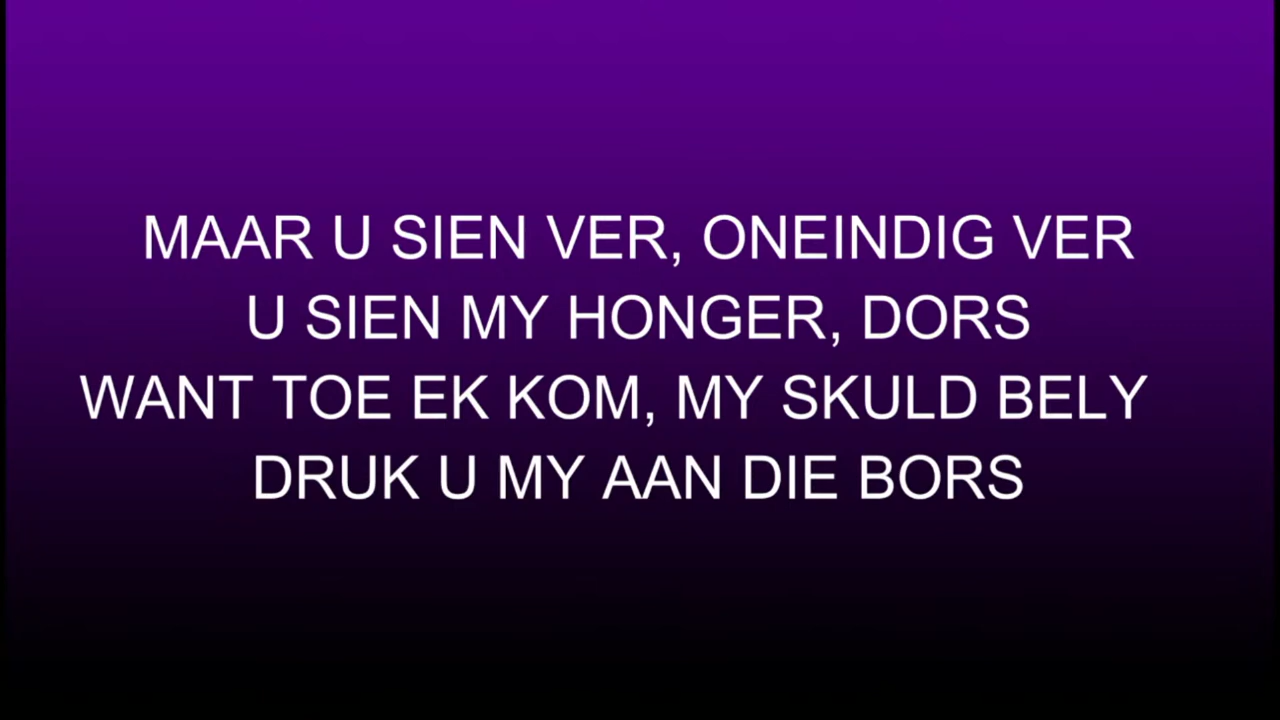 MAAR U SIEN VER, ONEINDIG VER
U SIEN MY HONGER, DORS
WANT TOE EK KOM, MY SKULD BELY
DRUK U MY AAN DIE BORS